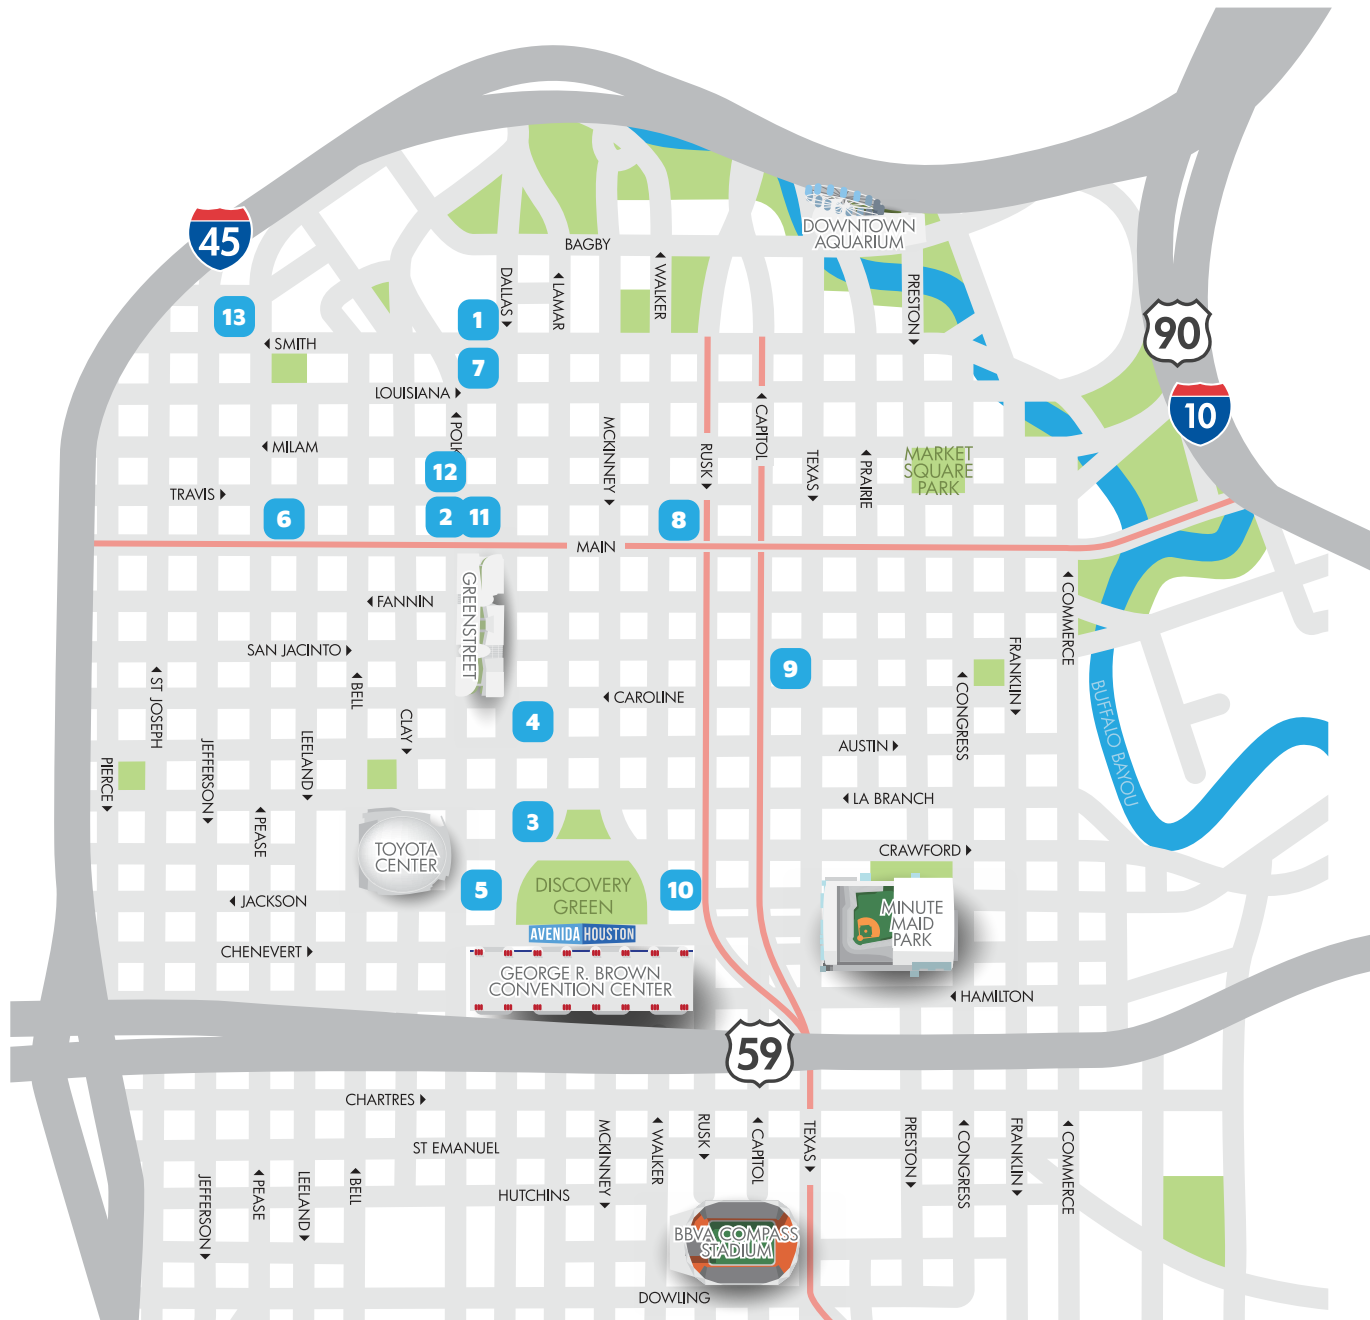 45
DOWNTOWN
AQUARIUM
BAGBY
DALLAS
LAMAR
WALKER
PRESTON
13
1
SMITH
90
7
LOUISIANA
10
POLK
MCKINNEY
RUSK
CAPITOL
TEXAS
PRAIRIE
MILAM
MARKET
SQUARE
PARK
12
TRAVIS
6
2
11
8
MAIN
GREENSTREET
FANNIN
COMMERCE
SAN JACINTO
FRANKLIN
9
ST JOSEPH
BELL
CAROLINE
CONGRESS
BUFFALO BAYOU
CLAY
4
JEFFERSON
LEELAND
AUSTIN
PIERCE
LA BRANCH
PEASE
3
TOYOTA
CENTER
CRAWFORD
5
DISCOVERY
GREEN
10
JACKSON
MINUTE
MAID
PARK
AVENIDA HOUSTON
CHENEVERT
GEORGE R. BROWN
CONVENTION CENTER
HAMILTON
59
CHARTRES
ST EMANUEL
MCKINNEY
WALKER
RUSK
CAPITOL
TEXAS
PRESTON
CONGRESS
FRANKLIN
COMMERCE
JEFFERSON
PEASE
LEELAND
BELL
HUTCHINS
BBVA COMPASS
STADIUM
DOWLING